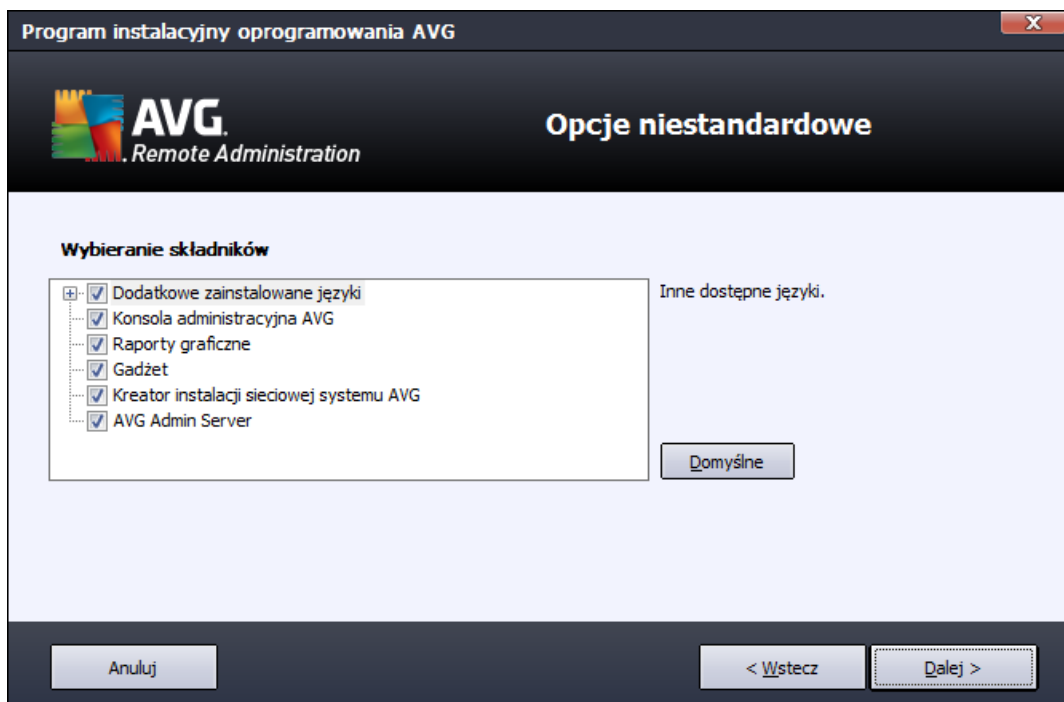 Program instalacyjny oprogramowania AVG
X
AVG.
Remote Administration
Opcje niestandardowe
Wybieranie składników
Dodatkowe zainstalowane języki
Inne dostępne języki.
Konsola administracyjna AVG
Raporty graficzne
Gadżet
Kreator instalacji sieciowej systemu AVG
AVG Admin Server
Domyślne
Anuluj
< Wstecz
Dalej >